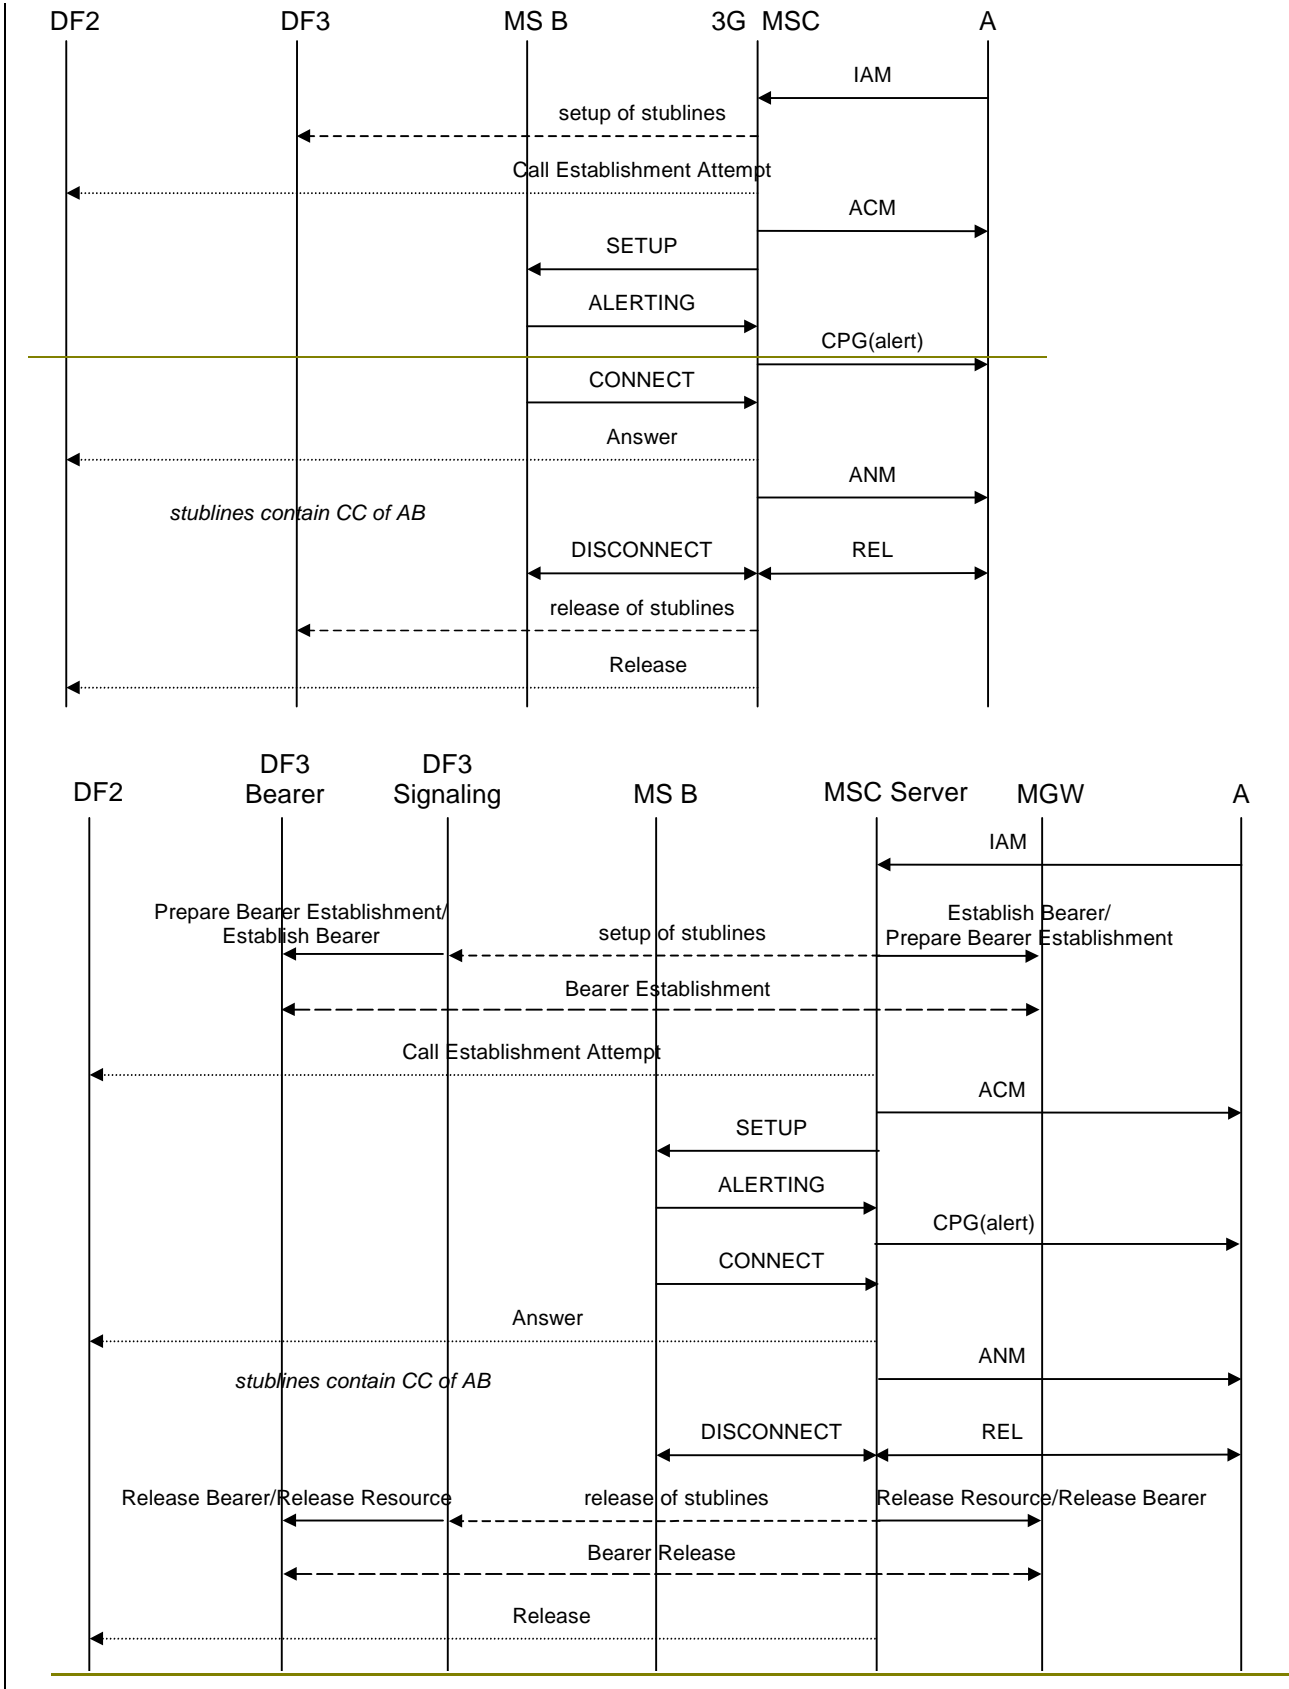 DF2 DF3 MS B 3G MSC A
IAM
setup of stublines
Call Establishment Attempt
ACM
SETUP
ALERTING
CPG(alert)
CONNECT
Answer
ANM
stublines contain CC of AB
DISCONNECT REL
release of stublines
Release
DF3 DF3
DF2 Bearer Signaling MS B MSC Server MGW A
IAM
Prepare Bearer Establishment/ Establish Bearer/
Establish Bearer setup of stublines Prepare Bearer Establishment
Bearer Establishment
Call Establishment Attempt
ACM
SETUP
ALERTING
CPG(alert)
CONNECT
Answer
ANM
stublines contain CC of AB
DISCONNECT REL
Release Bearer/Release Resource release of stublines Release Resource/Release Bearer
Bearer Release
Release